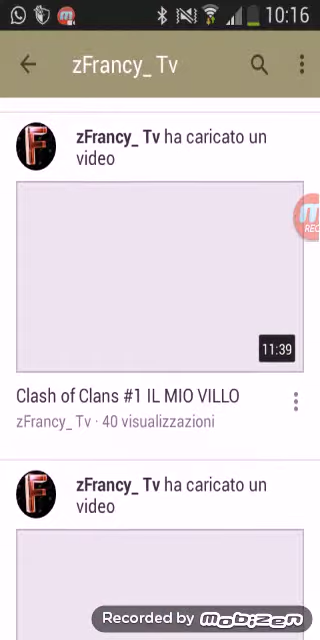 10:16
zFrancy_ Tv
F
zFrancy_ Tv ha caricato un
video
REC
11:39
Clash of Clans #1 IL MIO VILLO
zFrancy_ Tv · 40 visualizzazioni
F
zFrancy_ Tv ha caricato un
video
Recorded by Mobizen